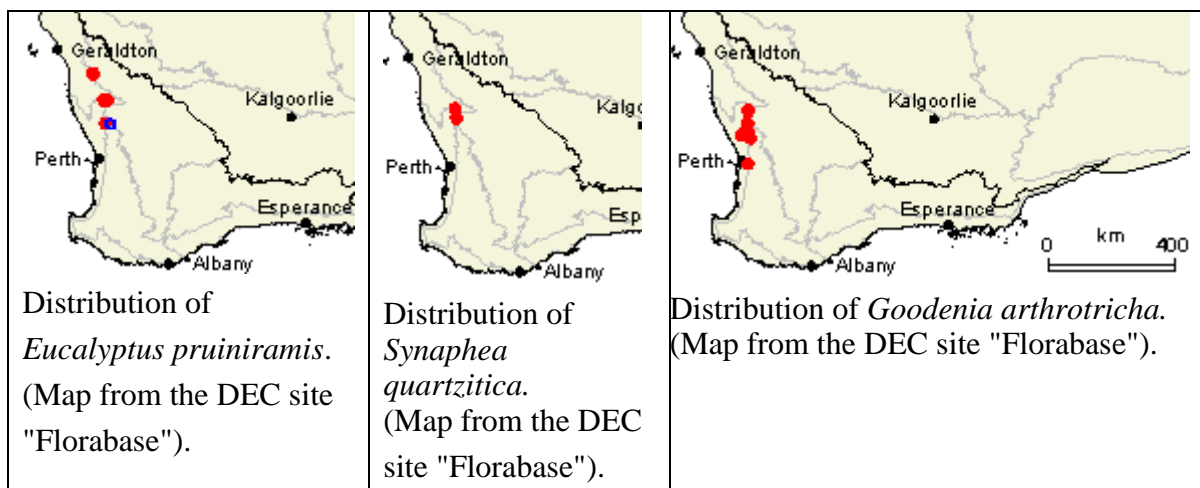 Geraldton
Kalgoorlie
Perth
Esperance
Albany
Distribution of
Eucalyptus pruiniramis.
(Map from the DEC site
"Florabase").
Geraldton
Kalg
Perth
Esp
Albany
Distribution of
Synaphea
quartzitica.
(Map from the DEC
site "Florabase").
Geraldton
Kalgoorlie
Perth
Esperance
Albany
0 km 400
Distribution of Goodenia arthrotricha.
(Map from the DEC site "Florabase").